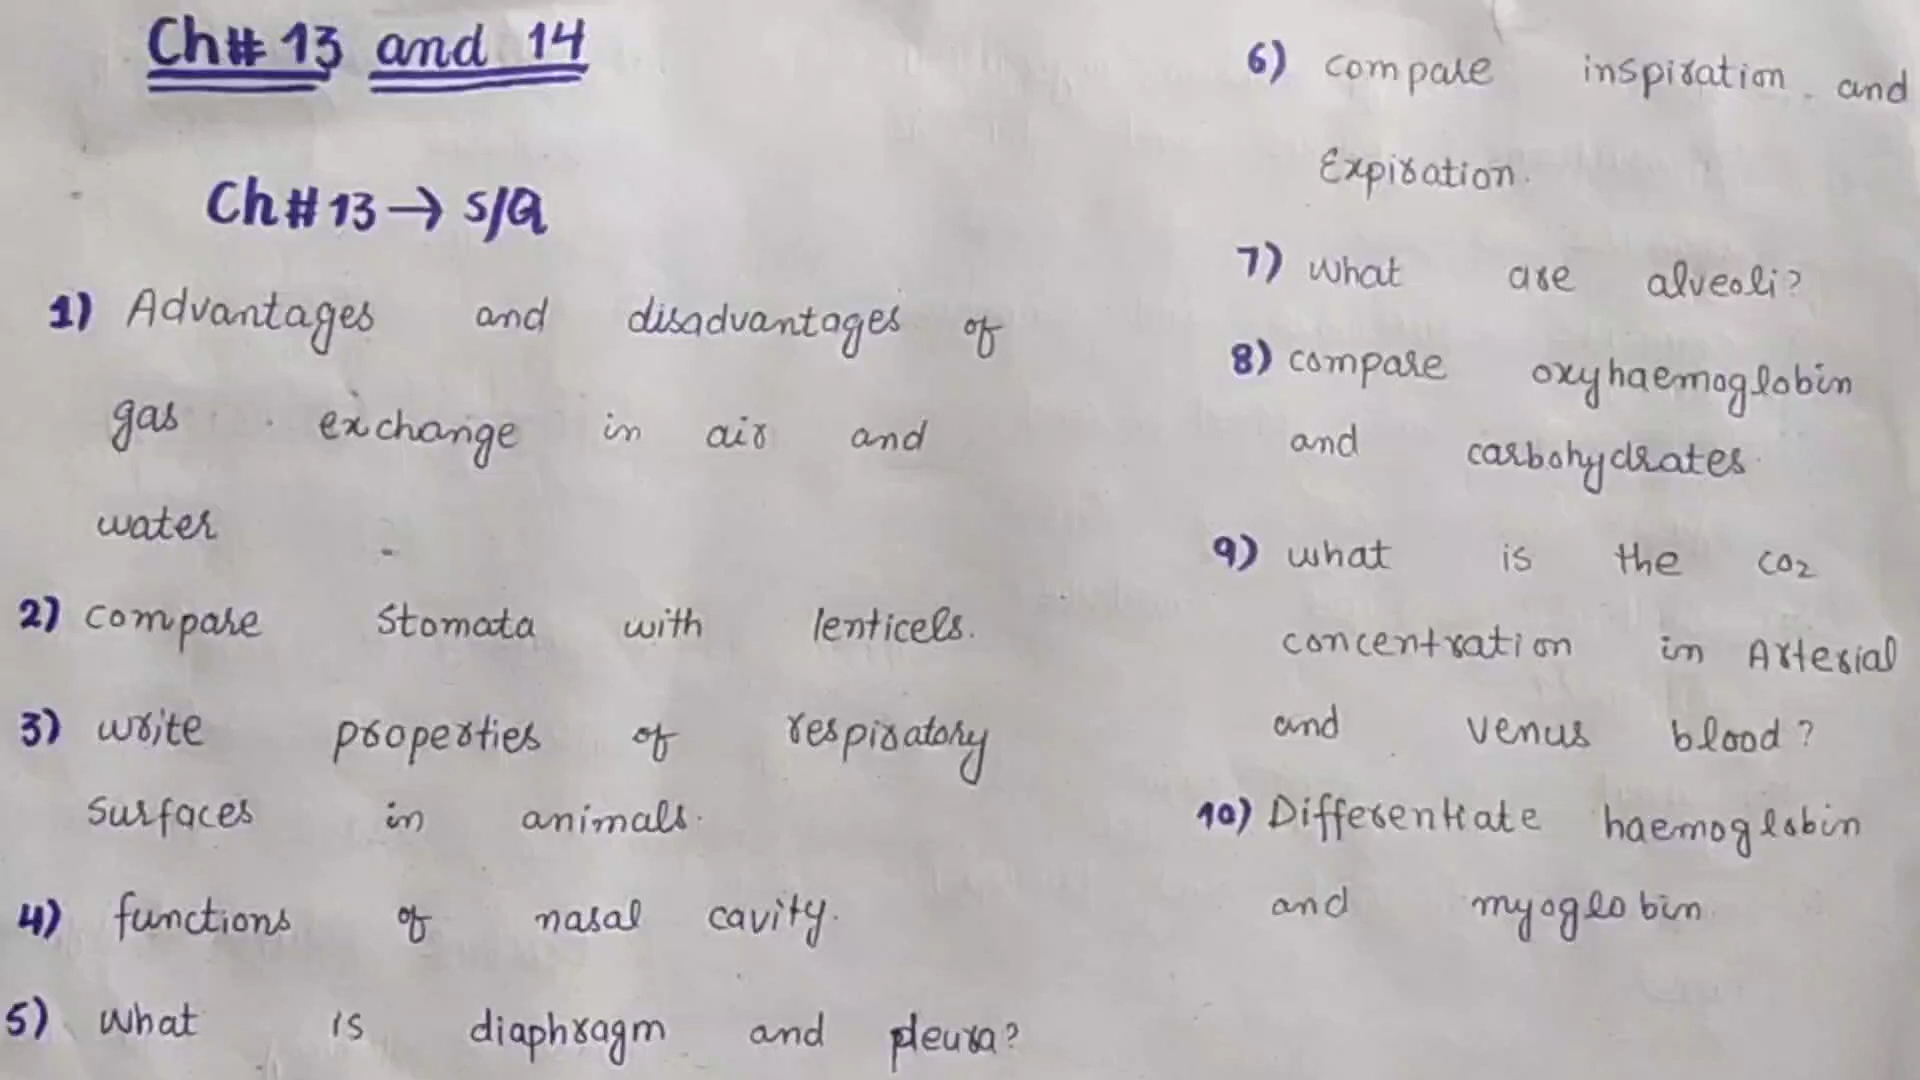 Ch# 13 and 14
Ch# 13 → S/Q
1) Advantages and disadvantages of
gas exchange in air and
water
2) compare stomata with lenticels.
3) write properties of respiratory
surfaces in animals.
4) functions of nasal cavity.
5) what is diaphragm and pleura?
6) compare inspiration and
Expiration.
7) what are alveoli?
8) compare oxyhaemoglobin
and carbohydrates.
9) what is the co2
concentration in Arterial
and venus blood?
10) Differentiate haemoglobin
and myoglobin